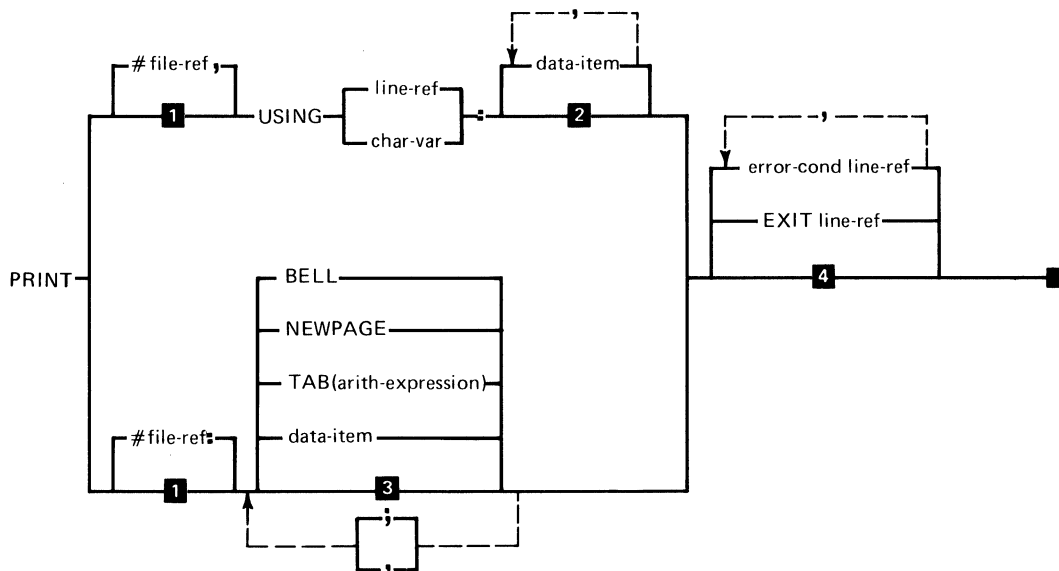 ,
#file-ref,
data-item
1
USING
line-ref
char-var
:
2
,
error-cond line-ref
EXIT line-ref
4
PRINT
BELL
NEWPAGE
TAB(arith-expression)
data-item
#file-ref:
1
3
;
,